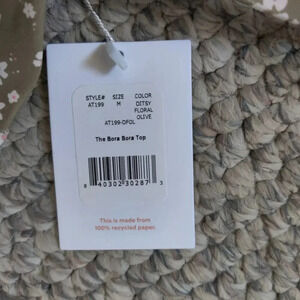 STYLE# SIZE COLOR
AT199 M DITSY
FLORAL
OLIVE
AT199-DFOL
The Bora Bora Top
8 40302 30287 3
This is made from
100% recycled paper.